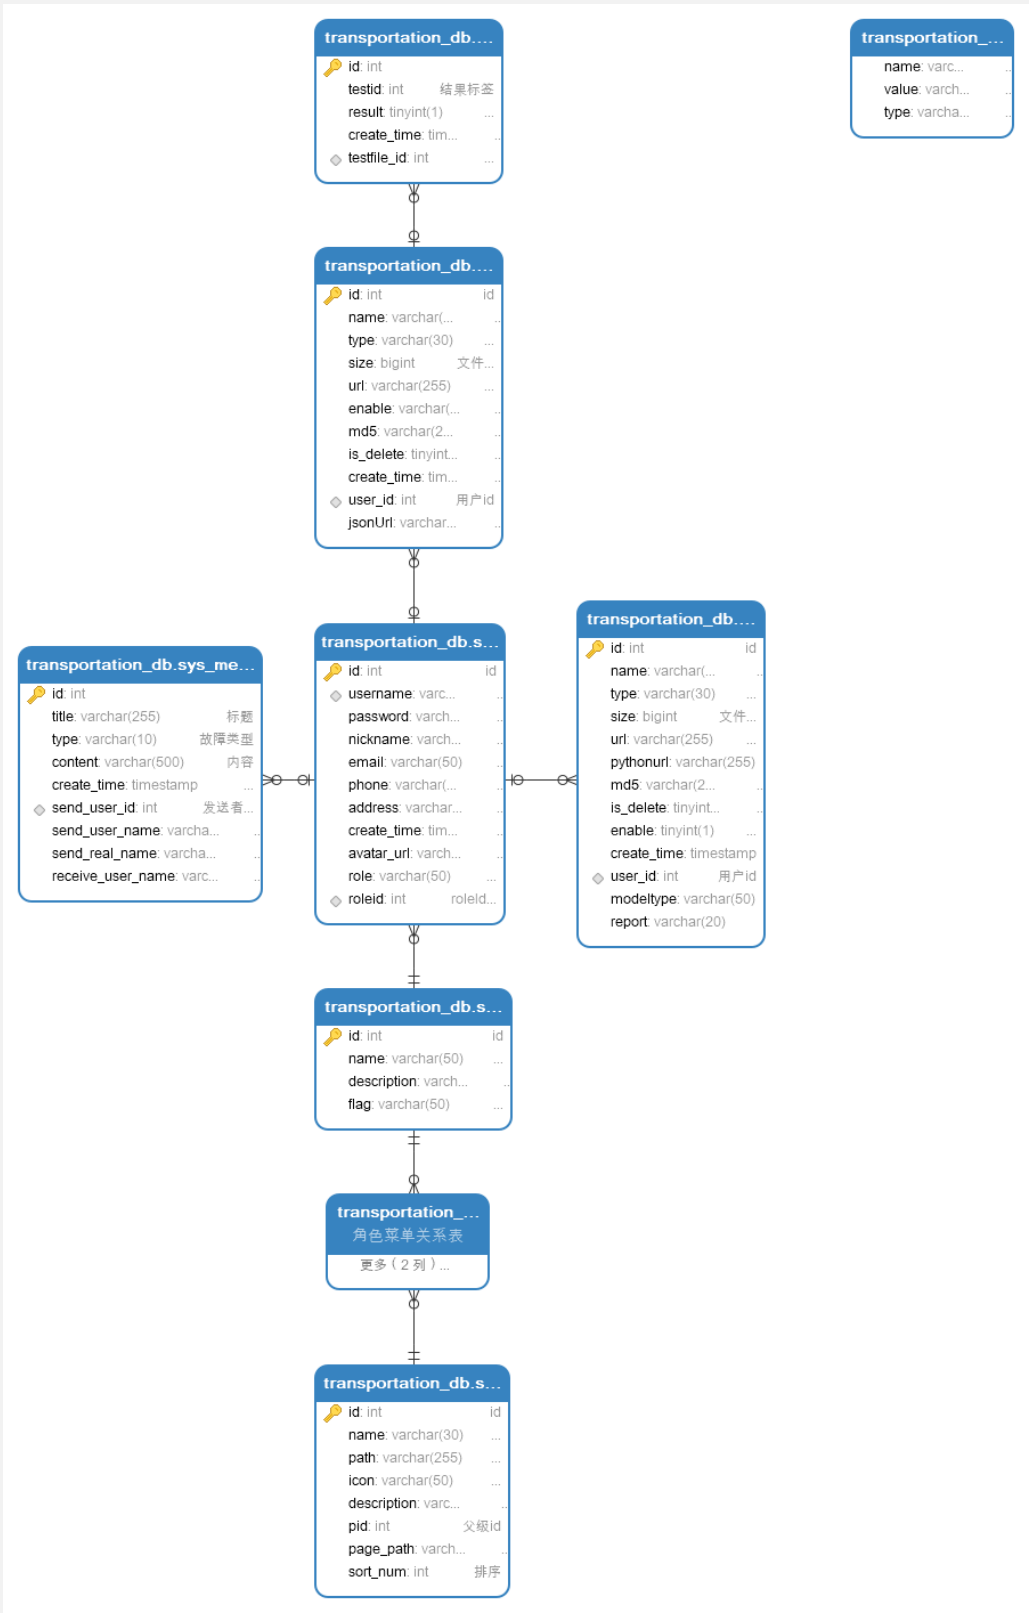 transportation_db....
id: int
testid: int 结果标签
result: tinyint(1) ...
create_time: tim... ..
testfile_id: int ...
transportation_...
name: varc... ..
value: varch... ..
type: varcha... ..
transportation_db....
id: int id
name: varchar(... ..
type: varchar(30) ...
size: bigint 文件...
url: varchar(255) ...
enable: varchar(... ..
md5: varchar(2... ..
is_delete: tinyint... ..
create_time: tim... ..
user_id: int 用户id
jsonUrl: varchar... ..
transportation_db.sys_me...
id: int
title: varchar(255) 标题
type: varchar(10) 故障类型
content: varchar(500) 内容
create_time: timestamp ...
send_user_id: int 发送者...
send_user_name: varcha... ..
send_real_name: varcha... ..
receive_user_name: varc... ..
transportation_db.s...
id: int id
username: varc... ..
password: varch... ..
nickname: varch... ..
email: varchar(50) ..
phone: varchar(... ..
address: varchar... ..
create_time: tim... ..
avatar_url: varch... ..
role: varchar(50) ...
roleid: int roleId...
transportation_db....
id: int id
name: varchar(... ..
type: varchar(30) ...
size: bigint 文件...
url: varchar(255) ...
pythonurl: varchar(255)
md5: varchar(2... ..
is_delete: tinyint... ..
enable: tinyint(1) ...
create_time: timestamp
user_id: int 用户id
modeltype: varchar(50)
report: varchar(20)
transportation_db.s...
id: int id
name: varchar(50) ...
description: varch... ..
flag: varchar(50) ...
transportation_...
角色菜单关系表
更多(2列)...
transportation_db.s...
id: int id
name: varchar(30) ...
path: varchar(255) ...
icon: varchar(50) ...
description: varc... ..
pid: int 父级id
page_path: varch... ..
sort_num: int 排序